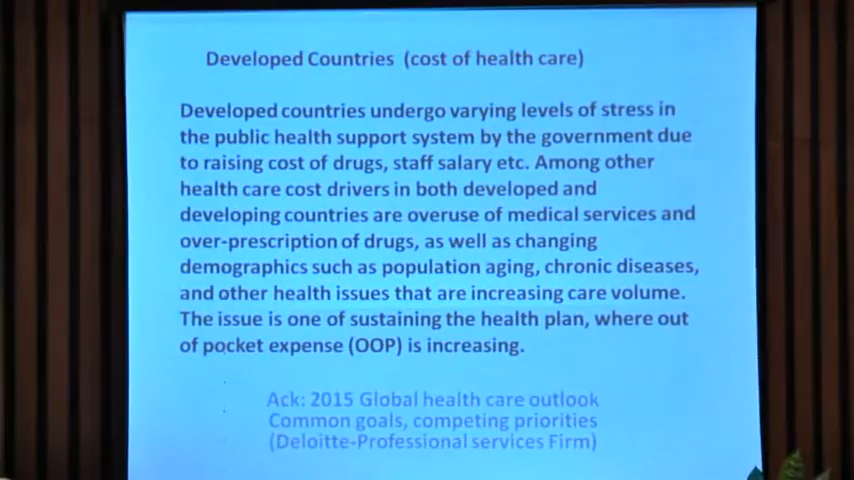 Developed Countries (cost of health care)
Developed countries undergo varying levels of stress in
the public health support system by the government due
to raising cost of drugs, staff salary etc. Among other
health care cost drivers in both developed and
developing countries are overuse of medical services and
over-prescription of drugs, as well as changing
demographics such as population aging, chronic diseases,
and other health issues that are increasing care volume.
The issue is one of sustaining the health plan, where out
of pocket expense (OOP) is increasing.
Ack: 2015 Global health care outlook
Common goals, competing priorities
(Deloitte-Professional services Firm)